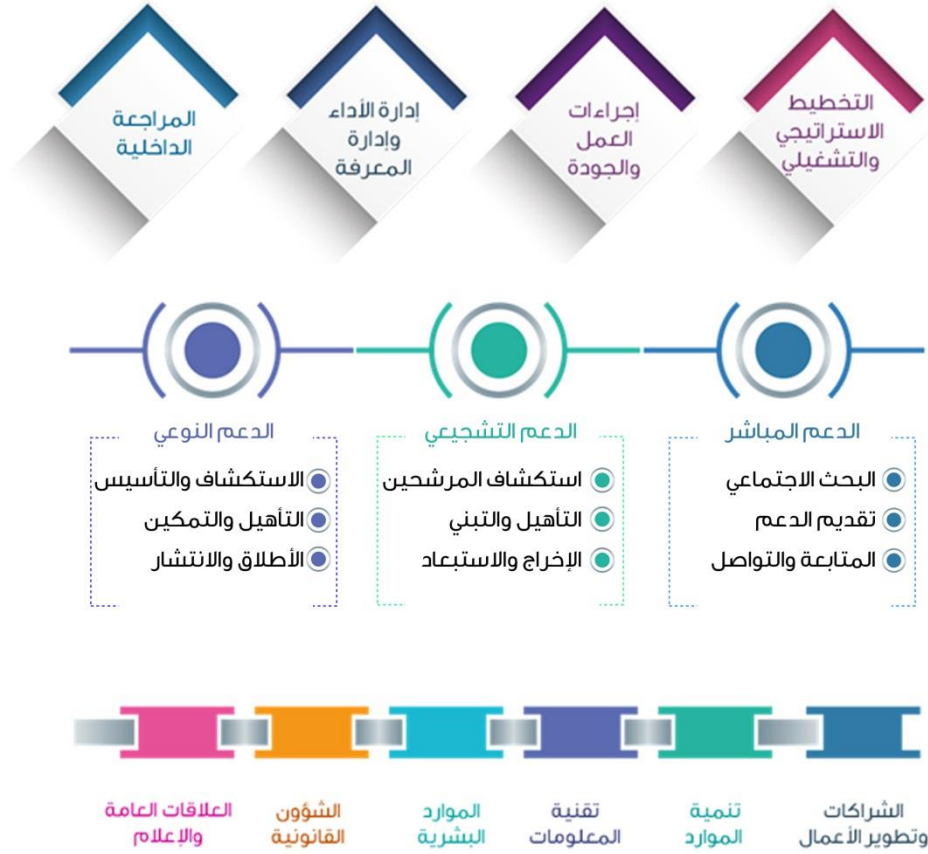 التخطيط
الاستراتيجي
والتشغيلي
إجراءات
العمل
والجودة
إدارة الأداء
وإدارة
المعرفة
المراجعة
الداخلية
الدعم المباشر
البحث الاجتماعي
تقديم الدعم
المتابعة والتواصل
الدعم التشجيعي
استكشاف المرشحين
التأهيل والتبني
الإخراج والاستبعاد
الدعم النوعي
الاستكشاف والتأسيس
التأهيل والتمكين
الأطلاق والانتشار
الشراكات
وتطوير الأعمال
تنمية
الموارد
تقنية
المعلومات
الموارد
البشرية
الشؤون
القانونية
العلاقات العامة
والإعلام